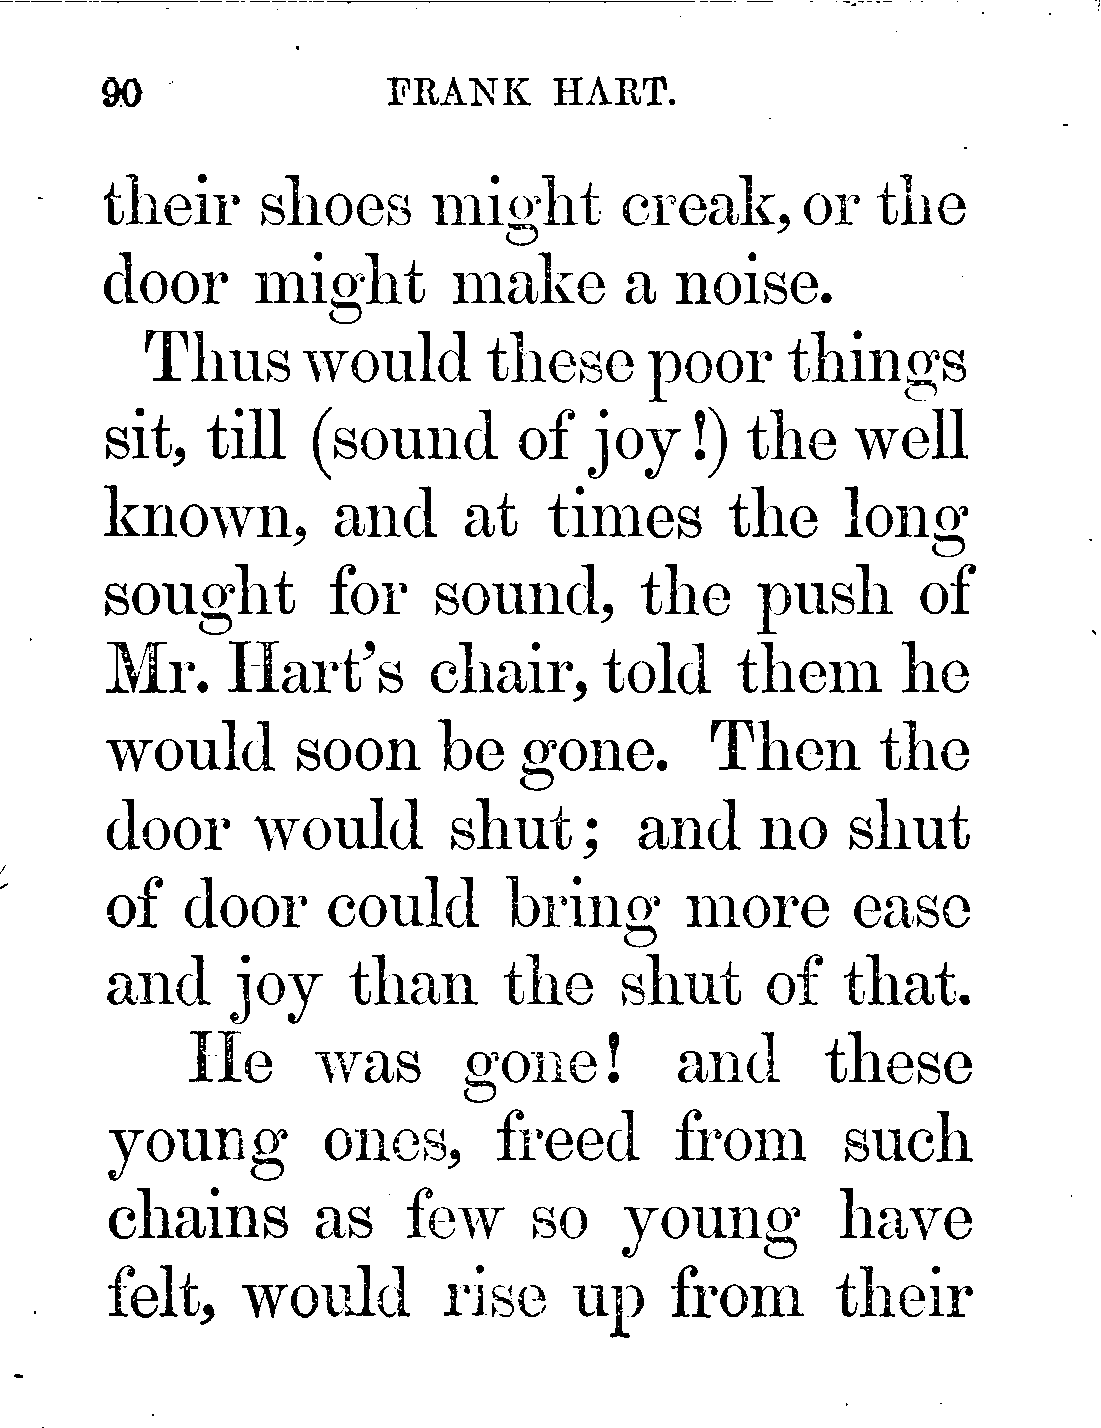 90 FRANK HART.
their shoes might creak, or the
door might make a noise.
Thus would these poor things
sit, till (sound of joy!) the well
known, and at times the long
sought for sound, the push of
Mr. Hart's chair, told them he
would soon be gone. Then the
door would shut; and no shut
of door could bring more ease
and joy than the shut of that.
He was gone! and these
young ones, freed from such
chains as few so young have
felt, would rise up from their